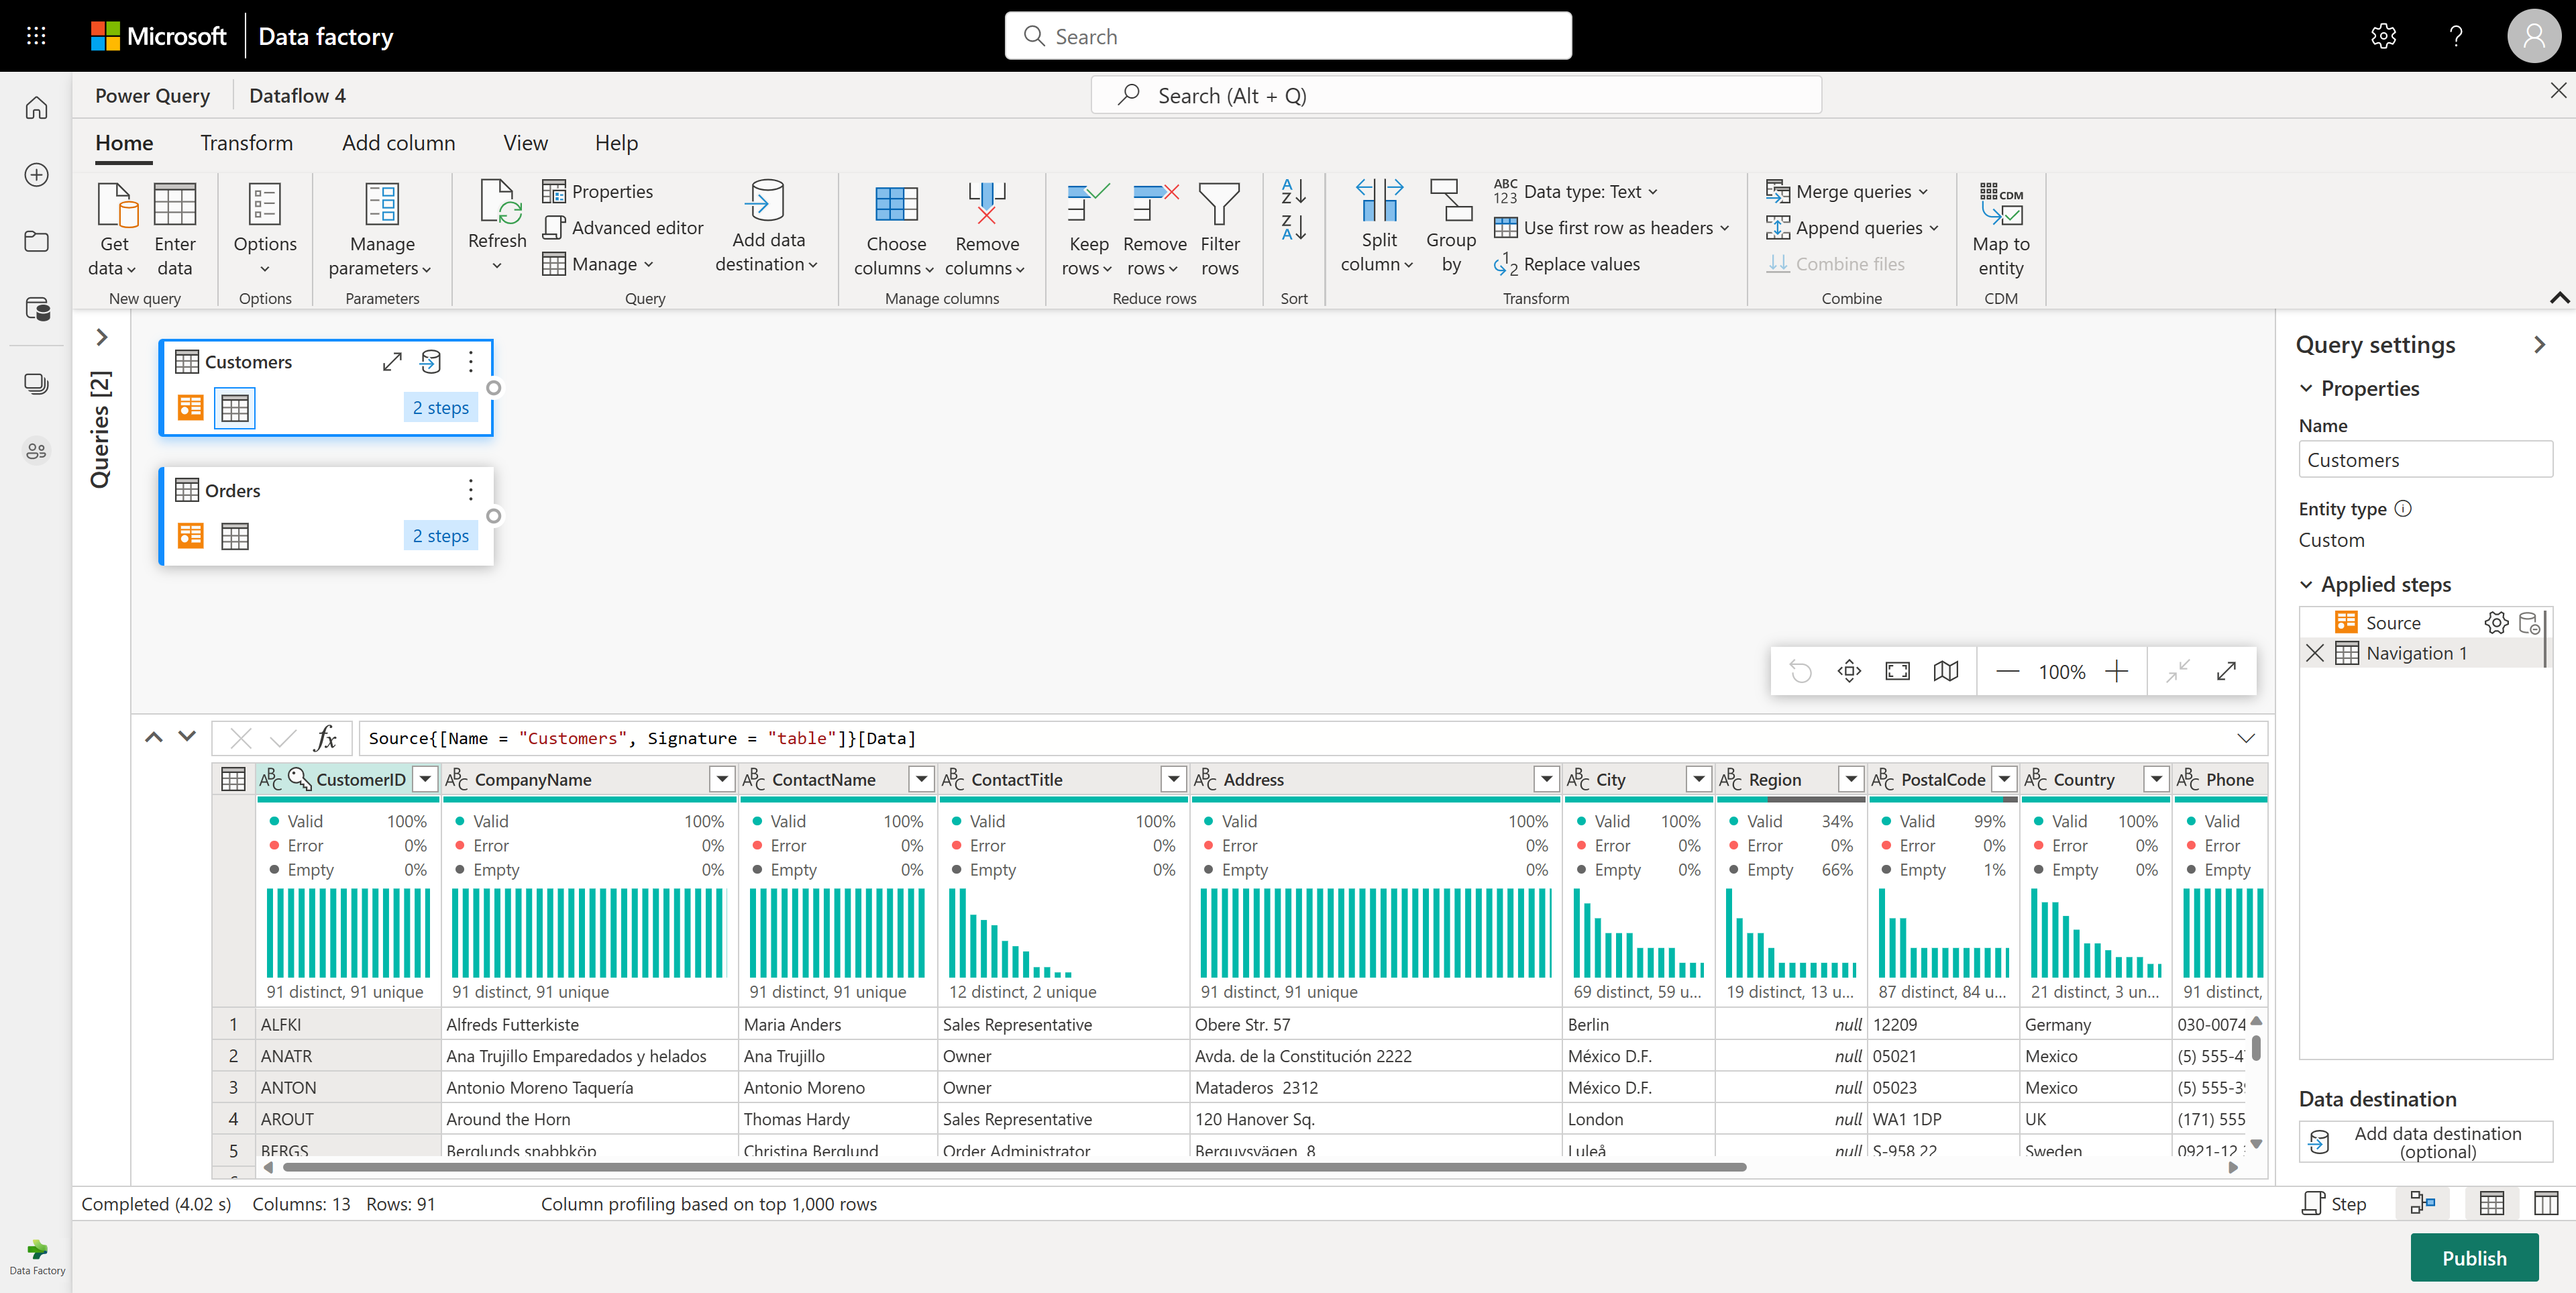 Microsoft Data factory
Search
Power Query Dataflow 4
Search (Alt + Q)
Home Transform Add column View Help
Get data
Enter data
New query
Options
Options
Manage parameters
Parameters
Refresh
Properties
Advanced editor
Manage
Add data destination
Query
Choose columns
Remove columns
Manage columns
Keep rows
Remove rows
Filter rows
Reduce rows
Sort
Split column
Group by
Data type: Text
Use first row as headers
Replace values
Transform
Merge queries
Append queries
Combine files
Combine
CDM
Map to entity
CDM
Queries [2]
Customers
2 steps
Orders
2 steps
100%
Query settings
Properties
Name
Customers
Entity type
Custom
Applied steps
Source
Navigation 1
Data destination
Add data destination (optional)
fx Source{[Name = "Customers", Signature = "table"]}[Data]
CustomerID CompanyName ContactName ContactTitle Address City Region PostalCode Country Phone
Valid 100% Valid 100% Valid 100% Valid 100% Valid 100% Valid 100% Valid 34% Valid 99% Valid 100% Valid
Error 0% Error 0% Error 0% Error 0% Error 0% Error 0% Error 0% Error 0% Error 0% Error
Empty 0% Empty 0% Empty 0% Empty 0% Empty 0% Empty 0% Empty 66% Empty 1% Empty 0% Empty
91 distinct, 91 unique 91 distinct, 91 unique 91 distinct, 91 unique 12 distinct, 2 unique 91 distinct, 91 unique 69 distinct, 59 u... 19 distinct, 13 u... 87 distinct, 84 u... 21 distinct, 3 un... 91 distinct,
1 ALFKI Alfreds Futterkiste Maria Anders Sales Representative Obere Str. 57 Berlin null 12209 Germany 030-0074
2 ANATR Ana Trujillo Emparedados y helados Ana Trujillo Owner Avda. de la Constitución 2222 México D.F. null 05021 Mexico (5) 555-4
3 ANTON Antonio Moreno Taquería Antonio Moreno Owner Mataderos 2312 México D.F. null 05023 Mexico (5) 555-39
4 AROUT Around the Horn Thomas Hardy Sales Representative 120 Hanover Sq. London null WA1 1DP UK (171) 555
5 BERGS Berglunds snabbköp Christina Berglund Order Administrator Berguvsvägen 8 Luleå null S-958 22 Sweden 0921-12
Completed (4.02 s) Columns: 13 Rows: 91 Column profiling based on top 1,000 rows
Step
Data Factory
Publish